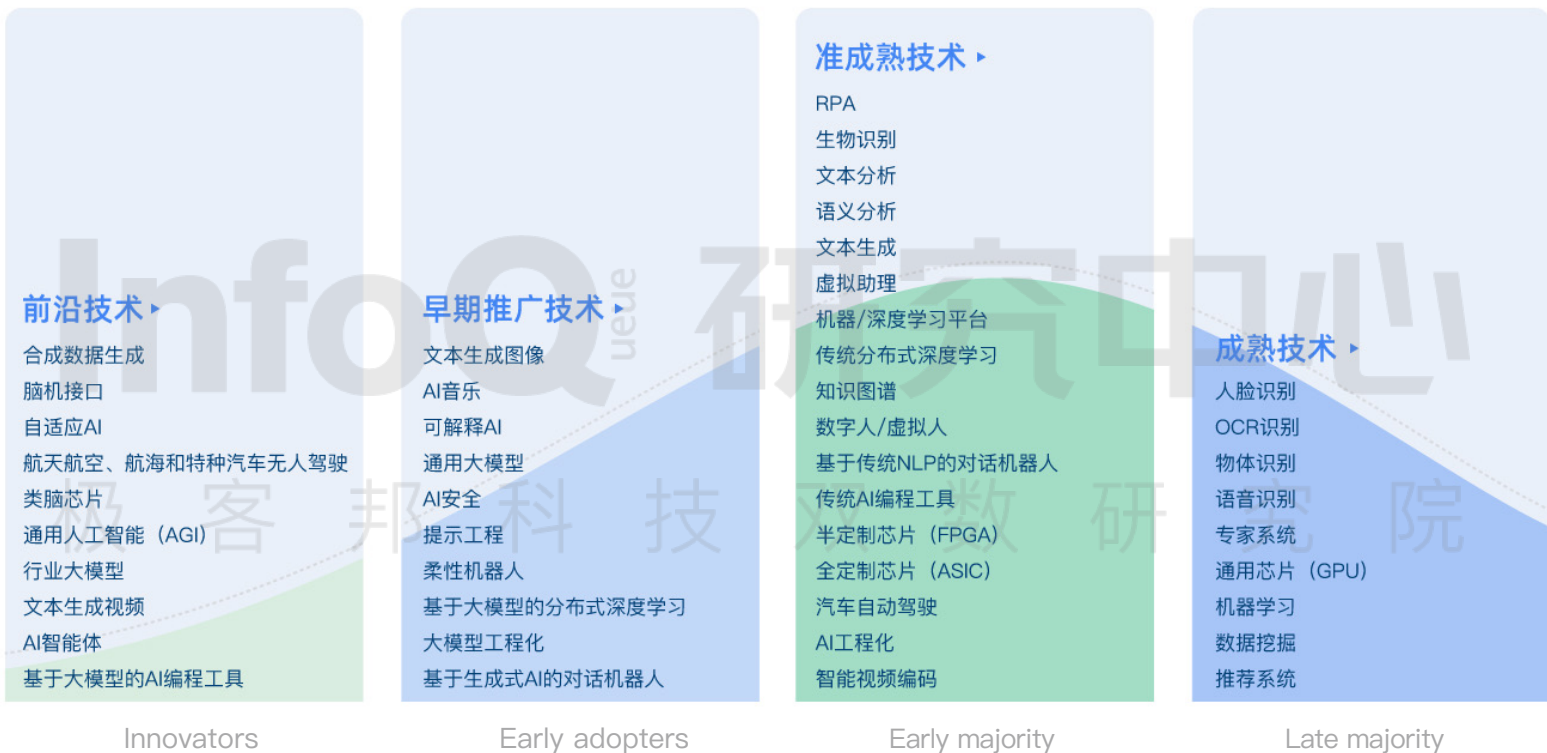 前沿技术
合成数据生成
脑机接口
自适应AI
航天航空、航海和特种汽车无人驾驶
类脑芯片
通用人工智能（AGI）
行业大模型
文本生成视频
AI智能体
基于大模型的AI编程工具
Innovators
早期推广技术
文本生成图像
AI音乐
可解释AI
通用大模型
AI安全
提示工程
柔性机器人
基于大模型的分布式深度学习
大模型工程化
基于生成式AI的对话机器人
Early adopters
准成熟技术
RPA
生物识别
文本分析
语义分析
文本生成
虚拟助理
机器/深度学习平台
传统分布式深度学习
知识图谱
数字人/虚拟人
基于传统NLP的对话机器人
传统AI编程工具
半定制芯片（FPGA）
全定制芯片（ASIC）
汽车自动驾驶
AI工程化
智能视频编码
Early majority
成熟技术
人脸识别
OCR识别
物体识别
语音识别
专家系统
通用芯片（GPU）
机器学习
数据挖掘
推荐系统
Late majority
InfoQueue 研究中心
极客邦科技双数研究院